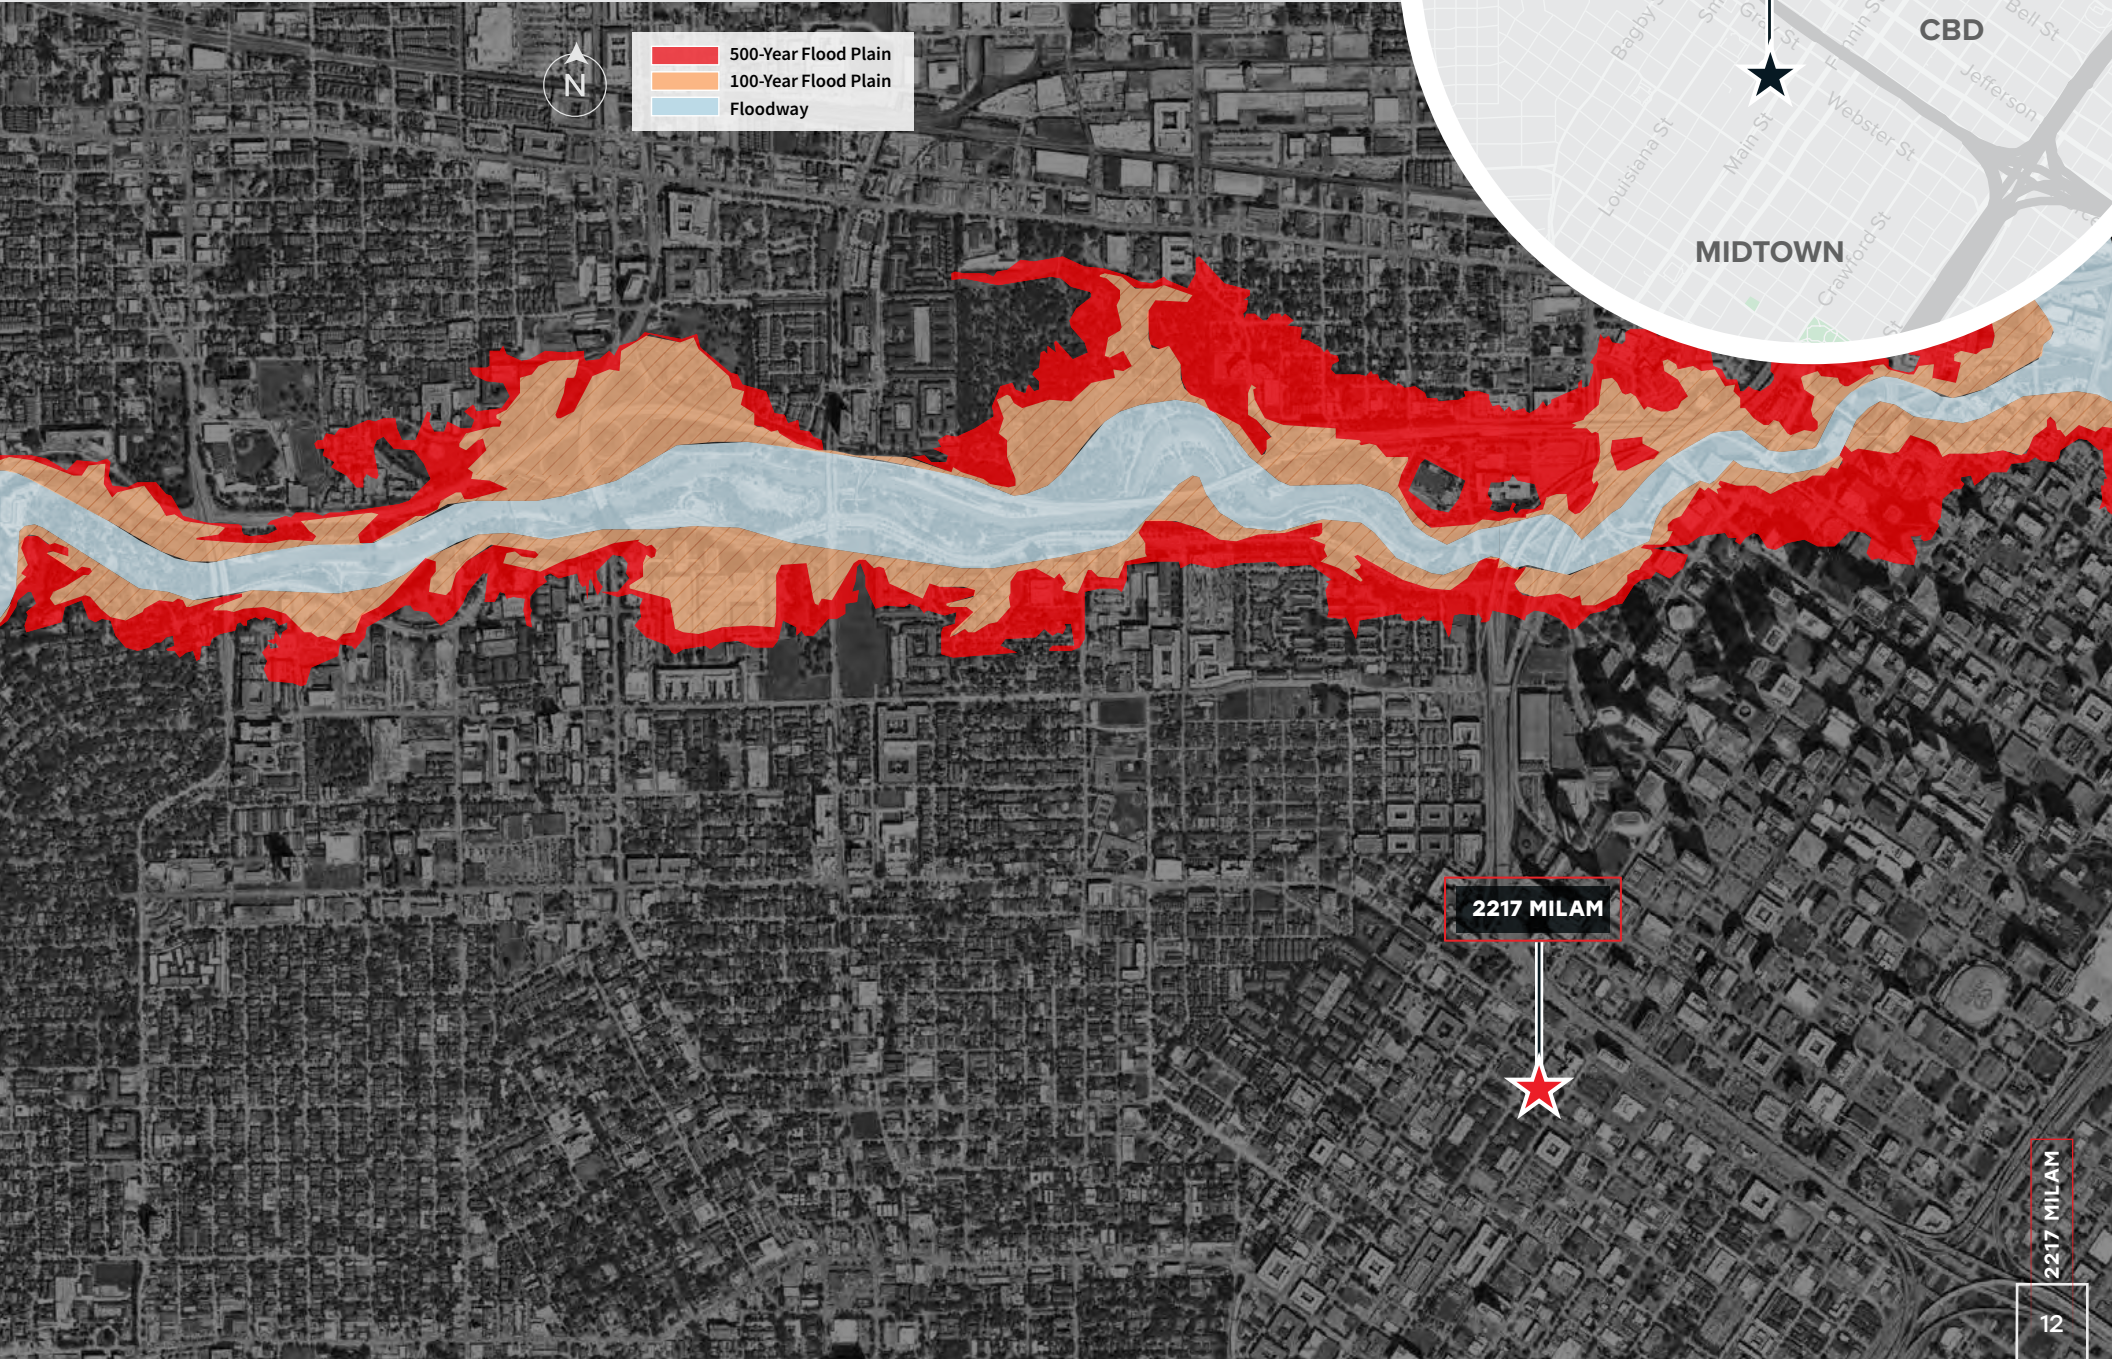 N
500-Year Flood Plain
100-Year Flood Plain
Floodway
CBD
Bell St
Jefferson
Webster St
Main St
Louisiana St
Crawford St
MIDTOWN
2217 MILAM
2217 MILAM
12